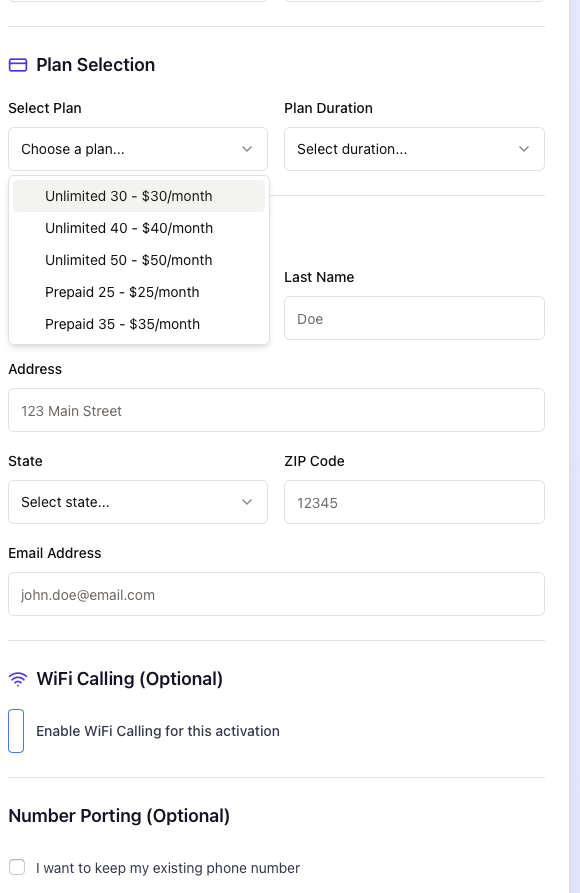 Plan Selection
Select Plan
Plan Duration
Choose a plan...
Select duration...
Unlimited 30 - $30/month
Unlimited 40 - $40/month
Unlimited 50 - $50/month
Prepaid 25 - $25/month
Prepaid 35 - $35/month
Last Name
Doe
Address
123 Main Street
State
ZIP Code
Select state...
12345
Email Address
john.doe@email.com
WiFi Calling (Optional)
Enable WiFi Calling for this activation
Number Porting (Optional)
I want to keep my existing phone number